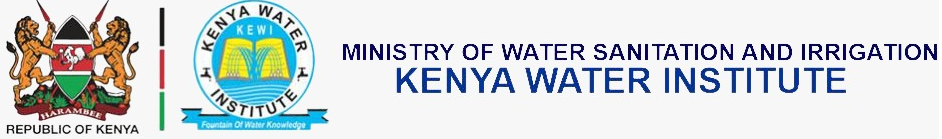 HARAMBEE
REPUBLIC OF KENYA
KENYA WATER
KEWI
INSTITUTE
Fountain Of Water Knowledge
MINISTRY OF WATER SANITATION AND IRRIGATION
KENYA WATER INSTITUTE